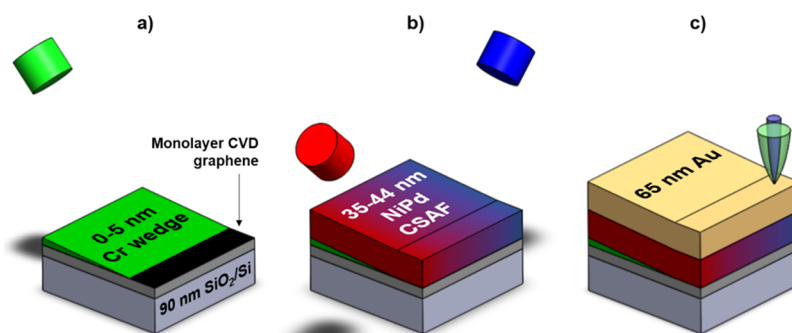 a)
Monolayer CVD
graphene
0-5 nm
Cr wedge
90 nm SiO₂/Si
b)
35-44 nm
NiPd
CSAF
c)
65 nm Au